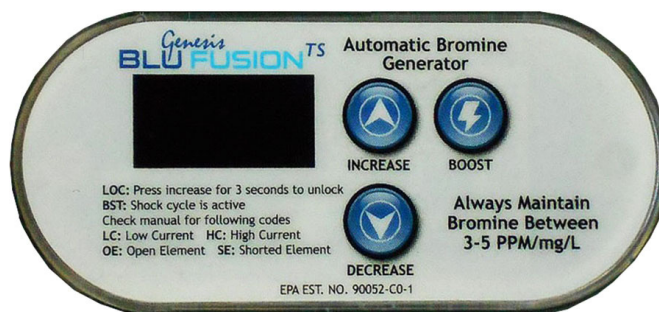 Genesis
BLU FUSION TS
Automatic Bromine
Generator
INCREASE
BOOST
LOC: Press increase for 3 seconds to unlock
BST: Shock cycle is active
Check manual for following codes
LC: Low Current HC: High Current
OE: Open Element SE: Shorted Element
DECREASE
Always Maintain
Bromine Between
3-5 PPM/mg/L
EPA EST. NO. 90052-C0-1